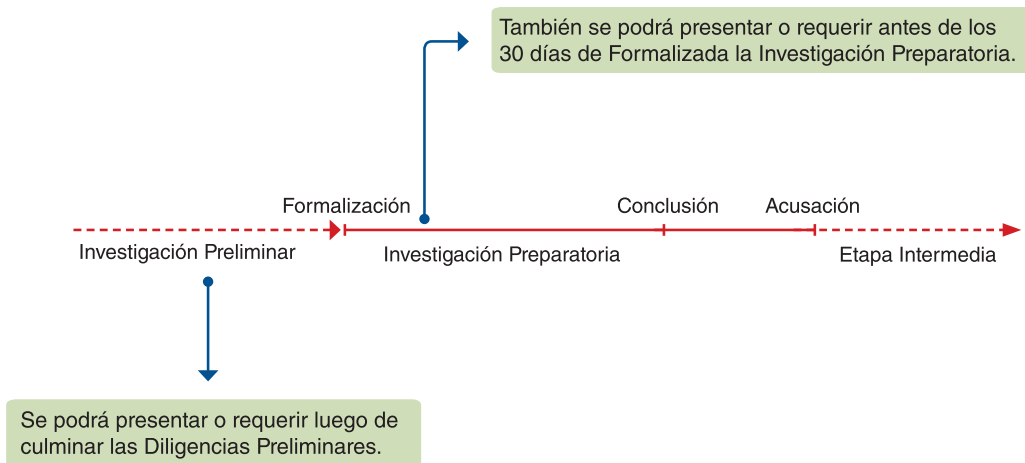 También se podrá presentar o requerir antes de los
30 días de Formalizada la Investigación Preparatoria.
Formalización
Conclusión
Acusación
Investigación Preliminar
Investigación Preparatoria
Etapa Intermedia
Se podrá presentar o requerir luego de
culminar las Diligencias Preliminares.